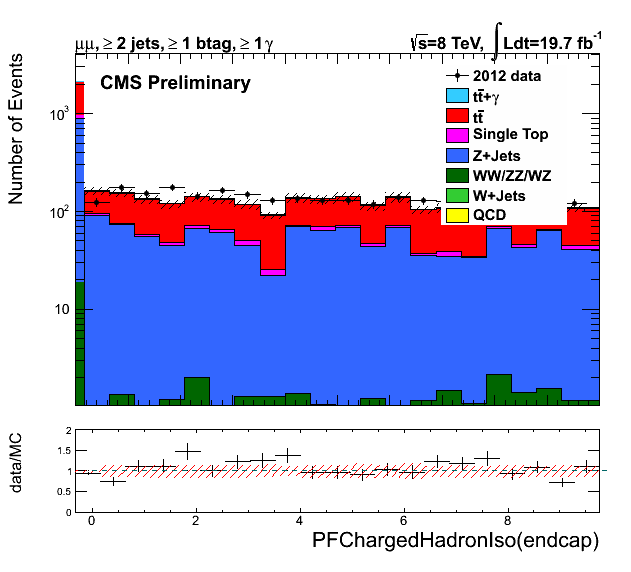 μμ, ≥ 2 jets, ≥ 1 btag, ≥ 1 γ
√s=8 TeV, ∫ Ldt=19.7 fb⁻¹
CMS Preliminary
2012 data
tt̄+γ
tt̄
Single Top
Z+Jets
WW/ZZ/WZ
W+Jets
QCD
Number of Events
10³
10²
10
data/MC
2
1.5
1
0.5
0
0 2 4 6 8
PFChargedHadronIso(endcap)